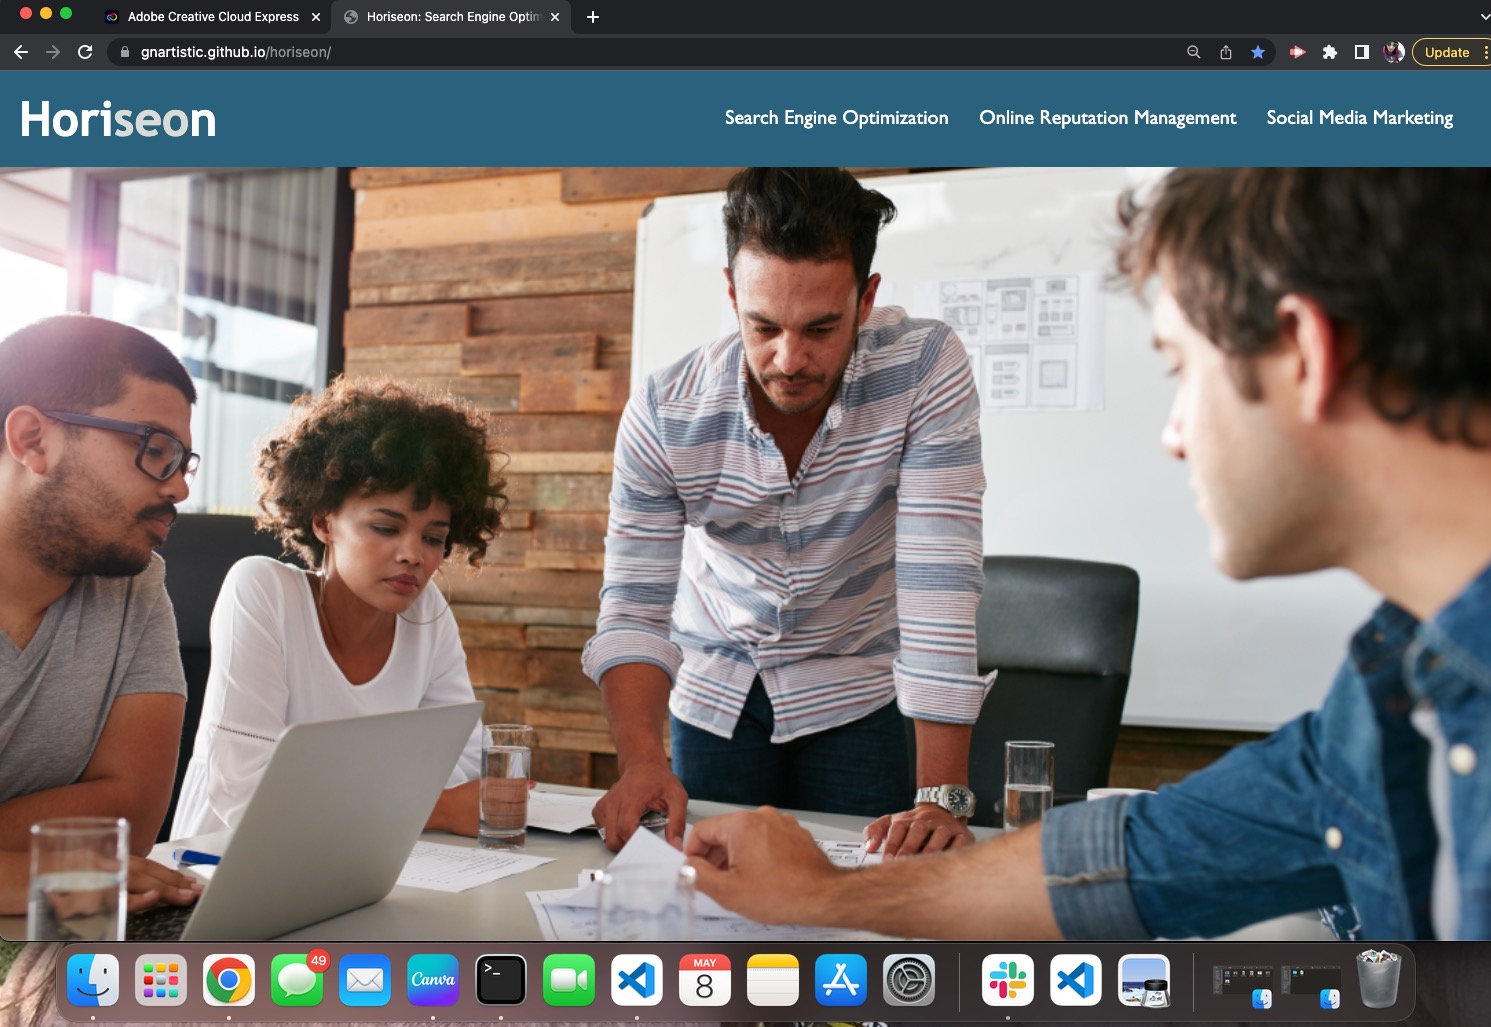 Adobe Creative Cloud Express
Horiseon: Search Engine Optim
gnartistic.github.io/horiseon/
Update
Horiseon
Search Engine Optimization
Online Reputation Management
Social Media Marketing
49
Canva
>_
MAY
8